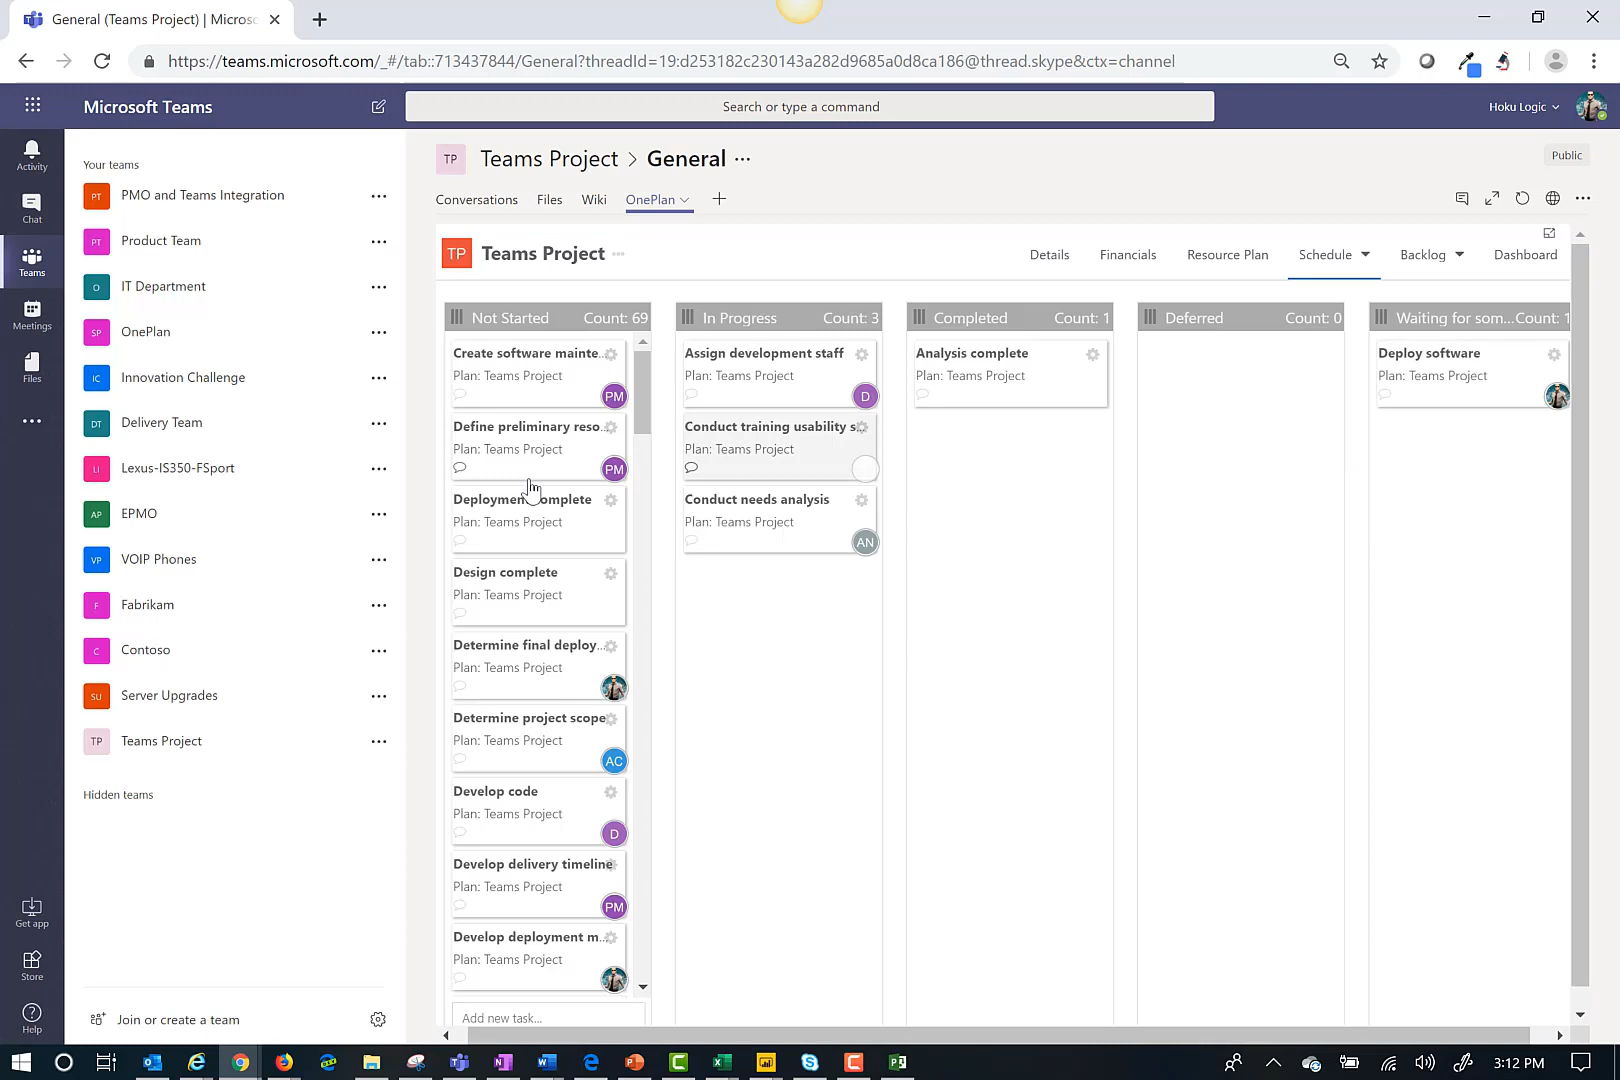 General (Teams Project) | Micros
https://teams.microsoft.com/_#/tab::713437844/General?threadId=19:d253182c230143a282d9685a0d8ca186@thread.skype&ctx=channel
Microsoft Teams
Search or type a command
Hoku Logic
Activity
Chat
Teams
Meetings
Files
Get app
Store
Help
Your teams
PT PMO and Teams Integration
PT Product Team
O IT Department
SP OnePlan
IC Innovation Challenge
DT Delivery Team
LI Lexus-IS350-FSport
AP EPMO
VP VOIP Phones
F Fabrikam
C Contoso
SU Server Upgrades
TP Teams Project
Hidden teams
Join or create a team
TP Teams Project > General ...
Public
Conversations Files Wiki OnePlan
TP Teams Project
Details Financials Resource Plan Schedule Backlog Dashboard
Not Started Count: 69
Create software mainte...
Plan: Teams Project
PM
Define preliminary reso...
Plan: Teams Project
PM
Deployment complete
Plan: Teams Project
Design complete
Plan: Teams Project
Determine final deploy...
Plan: Teams Project
Determine project scope
Plan: Teams Project
AC
Develop code
Plan: Teams Project
D
Develop delivery timeline
Plan: Teams Project
PM
Develop deployment m...
Plan: Teams Project
Add new task...
In Progress Count: 3
Assign development staff
Plan: Teams Project
D
Conduct training usability s...
Plan: Teams Project
Conduct needs analysis
Plan: Teams Project
AN
Completed Count: 1
Analysis complete
Plan: Teams Project
Deferred Count: 0
Waiting for som... Count: 1
Deploy software
Plan: Teams Project
3:12 PM